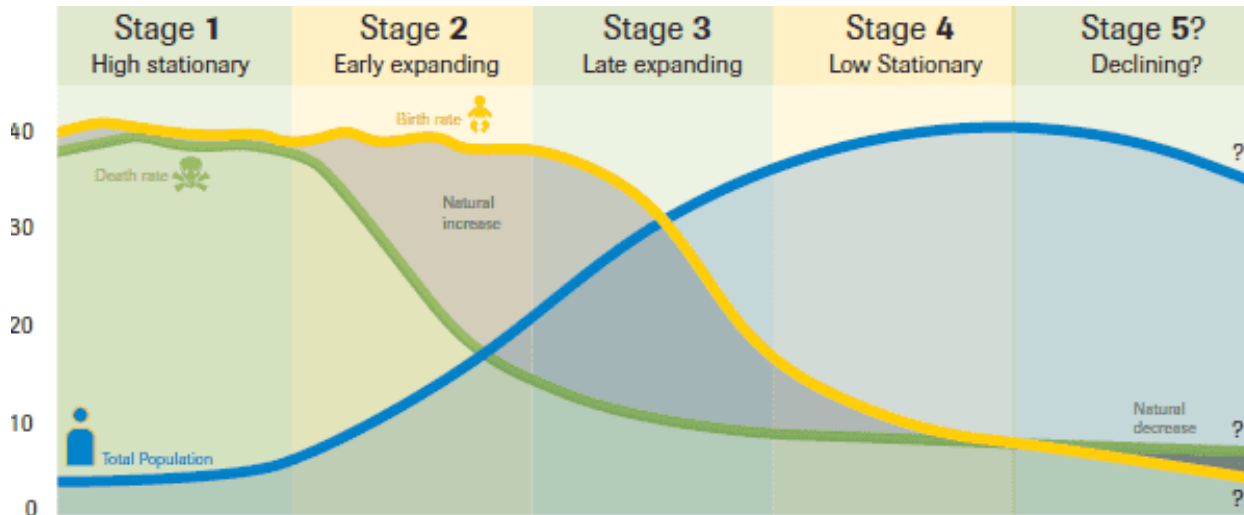 Stage 1
High stationary
Stage 2
Early expanding
Stage 3
Late expanding
Stage 4
Low Stationary
Stage 5?
Declining?
40
30
20
10
0
Birth rate
Death rate
Natural
increase
Total Population
Natural
decrease
?
?
?